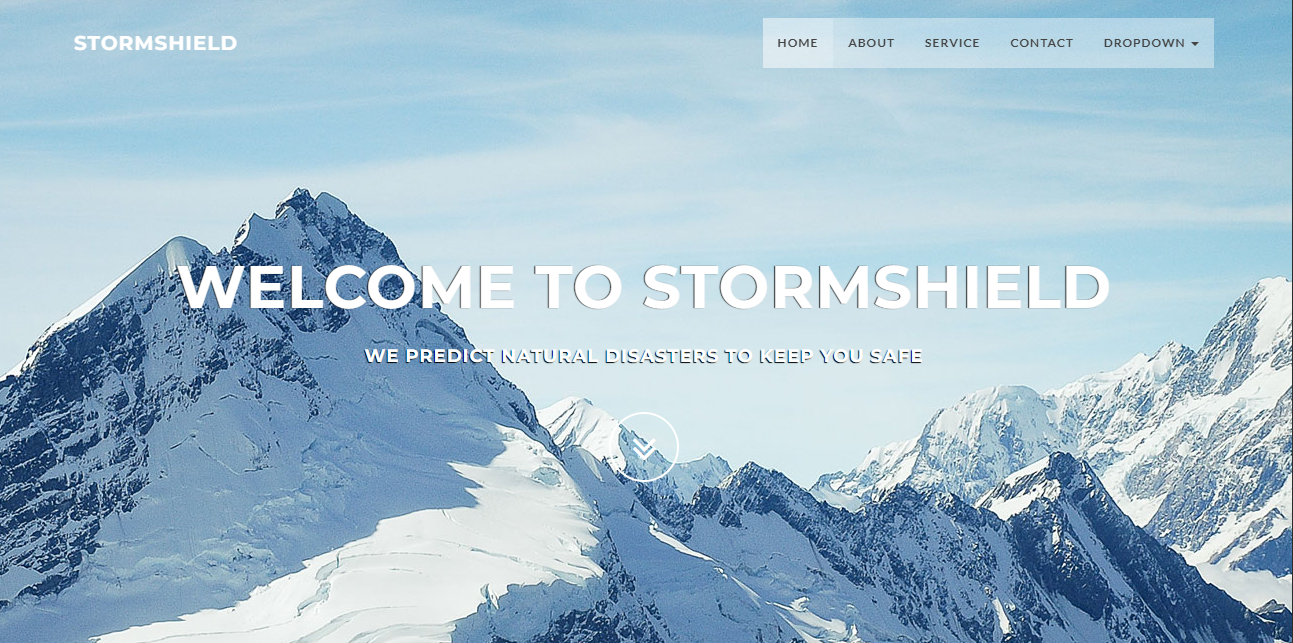 STORMSHIELD
HOME ABOUT SERVICE CONTACT DROPDOWN
WELCOME TO STORMSHIELD
WE PREDICT NATURAL DISASTERS TO KEEP YOU SAFE